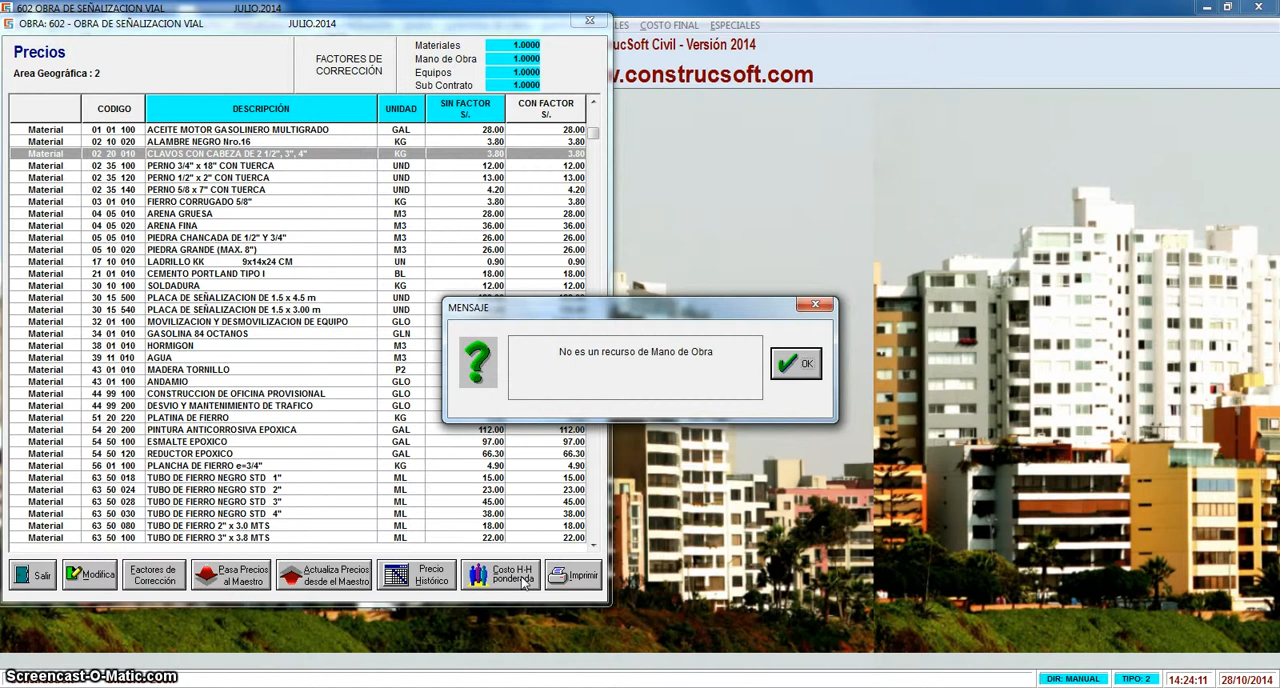 602 OBRA DE SEÑALIZACIÓN VIAL JULIO.2014
OBRA: 602 - OBRA DE SEÑALIZACIÓN VIAL JULIO.2014
COSTO FINAL ESPECIALES
Civil - Versión 2014
.construcsoft.com
Precios
Area Geográfica : 2
FACTORES DE
CORRECCIÓN
Materiales 1.0000
Mano de Obra 1.0000
Equipos 1.0000
Sub Contrato 1.0000
CODIGO DESCRIPCIÓN UNIDAD SIN FACTOR S/. CON FACTOR S/.
Material 01 01 100 ACEITE MOTOR GASOLINERO MULTIGRADO GAL 28.00 28.00
Material 02 10 020 ALAMBRE NEGRO Nro.16 KG 3.80 3.80
Material 02 20 010 CLAVOS CON CABEZA DE 2 1/2", 3", 4" KG 3.80 3.80
Material 02 35 100 PERNO 3/4" x 18" CON TUERCA UND 12.00 12.00
Material 02 35 120 PERNO 1/2" x 2" CON TUERCA UND 13.00 13.00
Material 02 35 140 PERNO 5/8 x 7" CON TUERCA UND 4.20 4.20
Material 03 01 010 FIERRO CORRUGADO 5/8" KG 3.80 3.80
Material 04 05 010 ARENA GRUESA M3 28.00 28.00
Material 04 05 020 ARENA FINA M3 36.00 36.00
Material 05 05 010 PIEDRA CHANCADA DE 1/2" Y 3/4" M3 26.00 26.00
Material 05 10 020 PIEDRA GRANDE (MAX. 8") M3 26.00 26.00
Material 17 10 010 LADRILLO KK 9x14x24 CM UN 0.90 0.90
Material 21 01 010 CEMENTO PORTLAND TIPO I BL 18.00 18.00
Material 30 10 100 SOLDADURA KG 12.00 12.00
Material 30 15 500 PLACA DE SEÑALIZACION DE 1.5 x 4.5 m UND
Material 30 15 540 PLACA DE SEÑALIZACION DE 1.5 x 3.00 m UND
Material 32 01 100 MOVILIZACION Y DESMOVILIZACION DE EQUIPO GLO
Material 34 01 010 GASOLINA 84 OCTANOS GLN
Material 38 01 010 HORMIGON M3
Material 39 11 010 AGUA M3
Material 43 01 010 MADERA TORNILLO P2
Material 43 01 100 ANDAMIO GLO
Material 44 99 100 CONSTRUCCION DE OFICINA PROVISIONAL GLO
Material 44 99 200 DESVIO Y MANTENIMIENTO DE TRAFICO GLO
Material 51 20 220 PLATINA DE FIERRO KG
Material 54 20 200 PINTURA ANTICORROSIVA EPOXICA GAL 112.00 112.00
Material 54 50 100 ESMALTE EPOXICO GAL 97.00 97.00
Material 54 50 120 REDUCTOR EPOXICO GAL 66.30 66.30
Material 56 01 010 PLANCHA DE FIERRO e=3/4" KG 4.90 4.90
Material 63 50 018 TUBO DE FIERRO NEGRO STD 1" ML 15.00 15.00
Material 63 50 024 TUBO DE FIERRO NEGRO STD 2" ML 23.00 23.00
Material 63 50 028 TUBO DE FIERRO NEGRO STD 3" ML 45.00 45.00
Material 63 50 030 TUBO DE FIERRO NEGRO STD 4" ML 38.00 38.00
Material 63 50 080 TUBO DE FIERRO 2" x 3.0 MTS ML 18.00 18.00
Material 63 50 100 TUBO DE FIERRO 3" x 3.8 MTS ML 22.00 22.00
MENSAJE
No es un recurso de Mano de Obra
OK
Salir
Modifica
Factores de
Corrección
Pasa Precios
al Maestro
Actualiza Precios
desde el Maestro
Precio
Histórico
Costo H-H
ponderada
Imprimir
Screencast-O-Matic.com
DIR: MANUAL TIPO: 2 14:24:11 28/10/2014